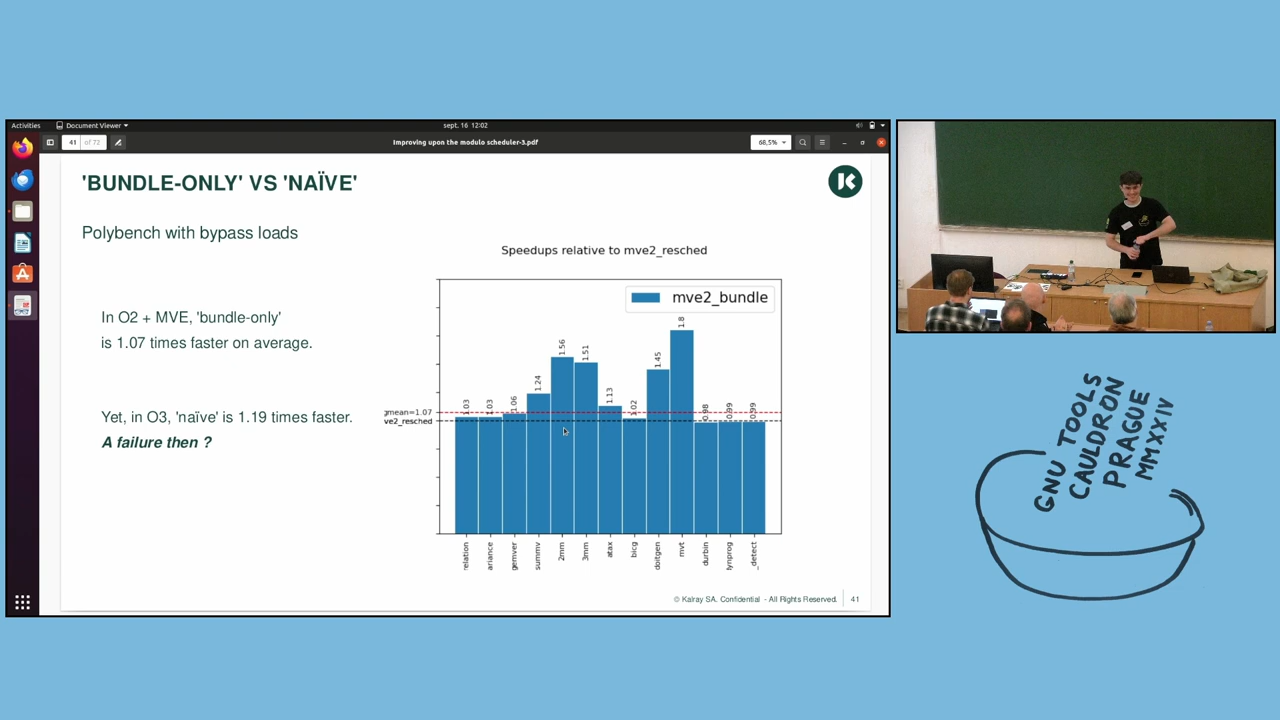 Activities
Document Viewer
sept. 16 12:02
41 of 72
Improving upon the modulo scheduler-3.pdf
68,5%
'BUNDLE-ONLY' VS 'NAÏVE'
Polybench with bypass loads
In O2 + MVE, 'bundle-only'
is 1.07 times faster on average.
Yet, in O3, 'naïve' is 1.19 times faster.
A failure then ?
Speedups relative to mve2_resched
mve2_bundle
gmean=1.07
ve2_resched
1.03
1.03
1.06
1.24
1.56
1.51
1.13
1.02
1.45
1.8
0.98
0.99
0.99
relation
ariance
gemver
summv
2mm
3mm
atax
bicg
doitgen
mvt
durbin
lynprog
_detect
© Kalray SA. Confidential - All Rights Reserved.
41
GNU TOOLS
CAULDRON
PRAGUE
MMXXIV